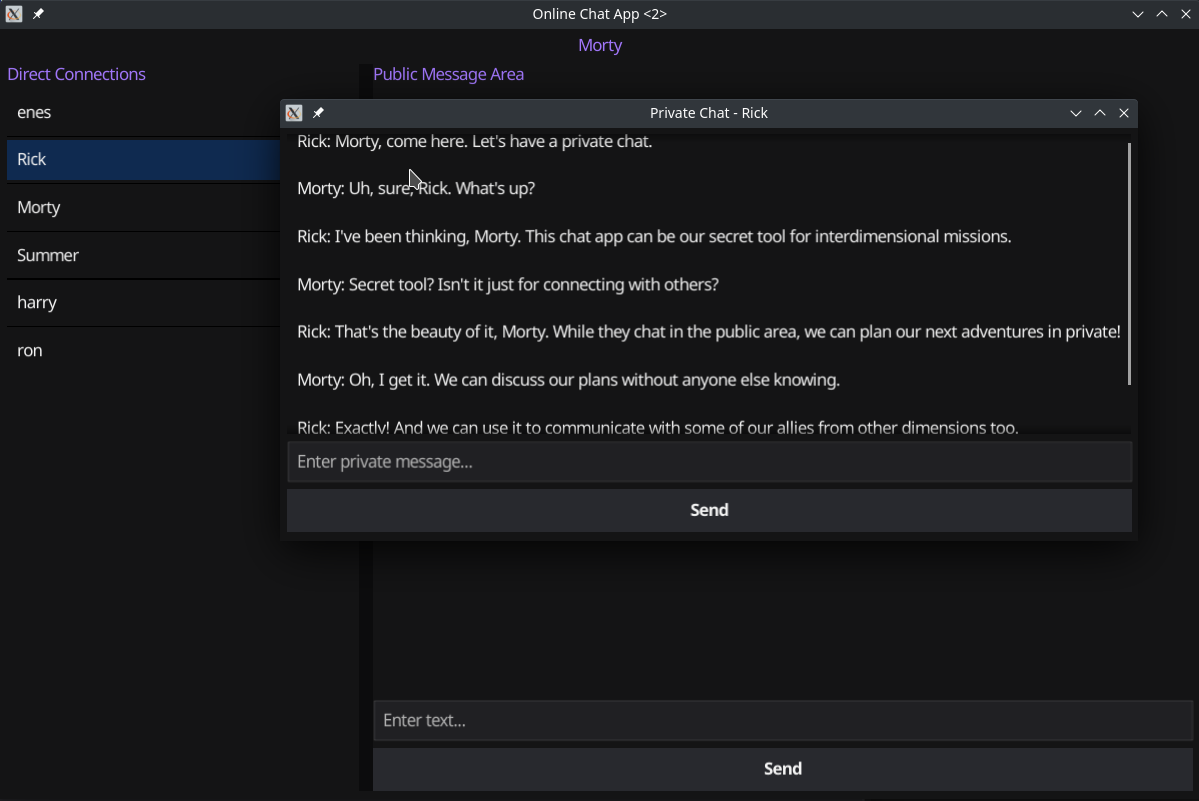 Online Chat App <2>
Morty
Direct Connections
Public Message Area
enes
Rick
Morty
Summer
harry
ron
Private Chat - Rick
Rick: Morty, come here. Let's have a private chat.
Morty: Uh, sure, Rick. What's up?
Rick: I've been thinking, Morty. This chat app can be our secret tool for interdimensional missions.
Morty: Secret tool? Isn't it just for connecting with others?
Rick: That's the beauty of it, Morty. While they chat in the public area, we can plan our next adventures in private!
Morty: Oh, I get it. We can discuss our plans without anyone else knowing.
Rick: Exactly! And we can use it to communicate with some of our allies from other dimensions too.
Enter private message...
Send
Enter text...
Send